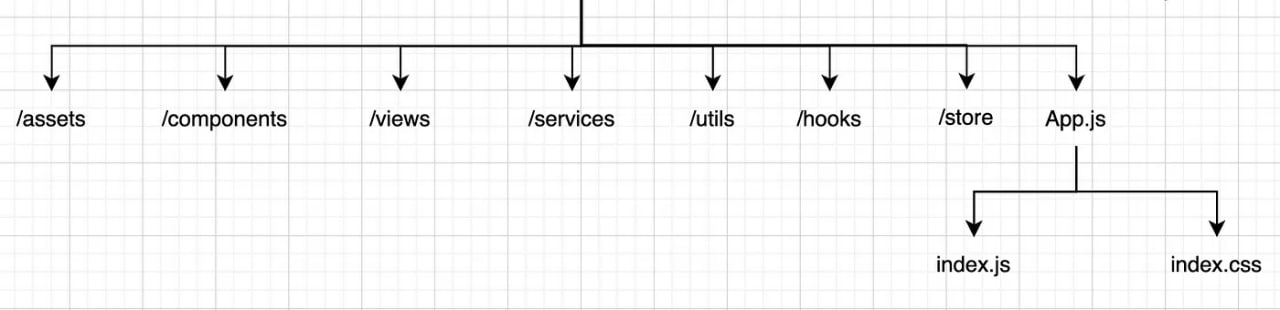 /assets
/components
/views
/services
/utils
/hooks
/store
App.js
index.js
index.css